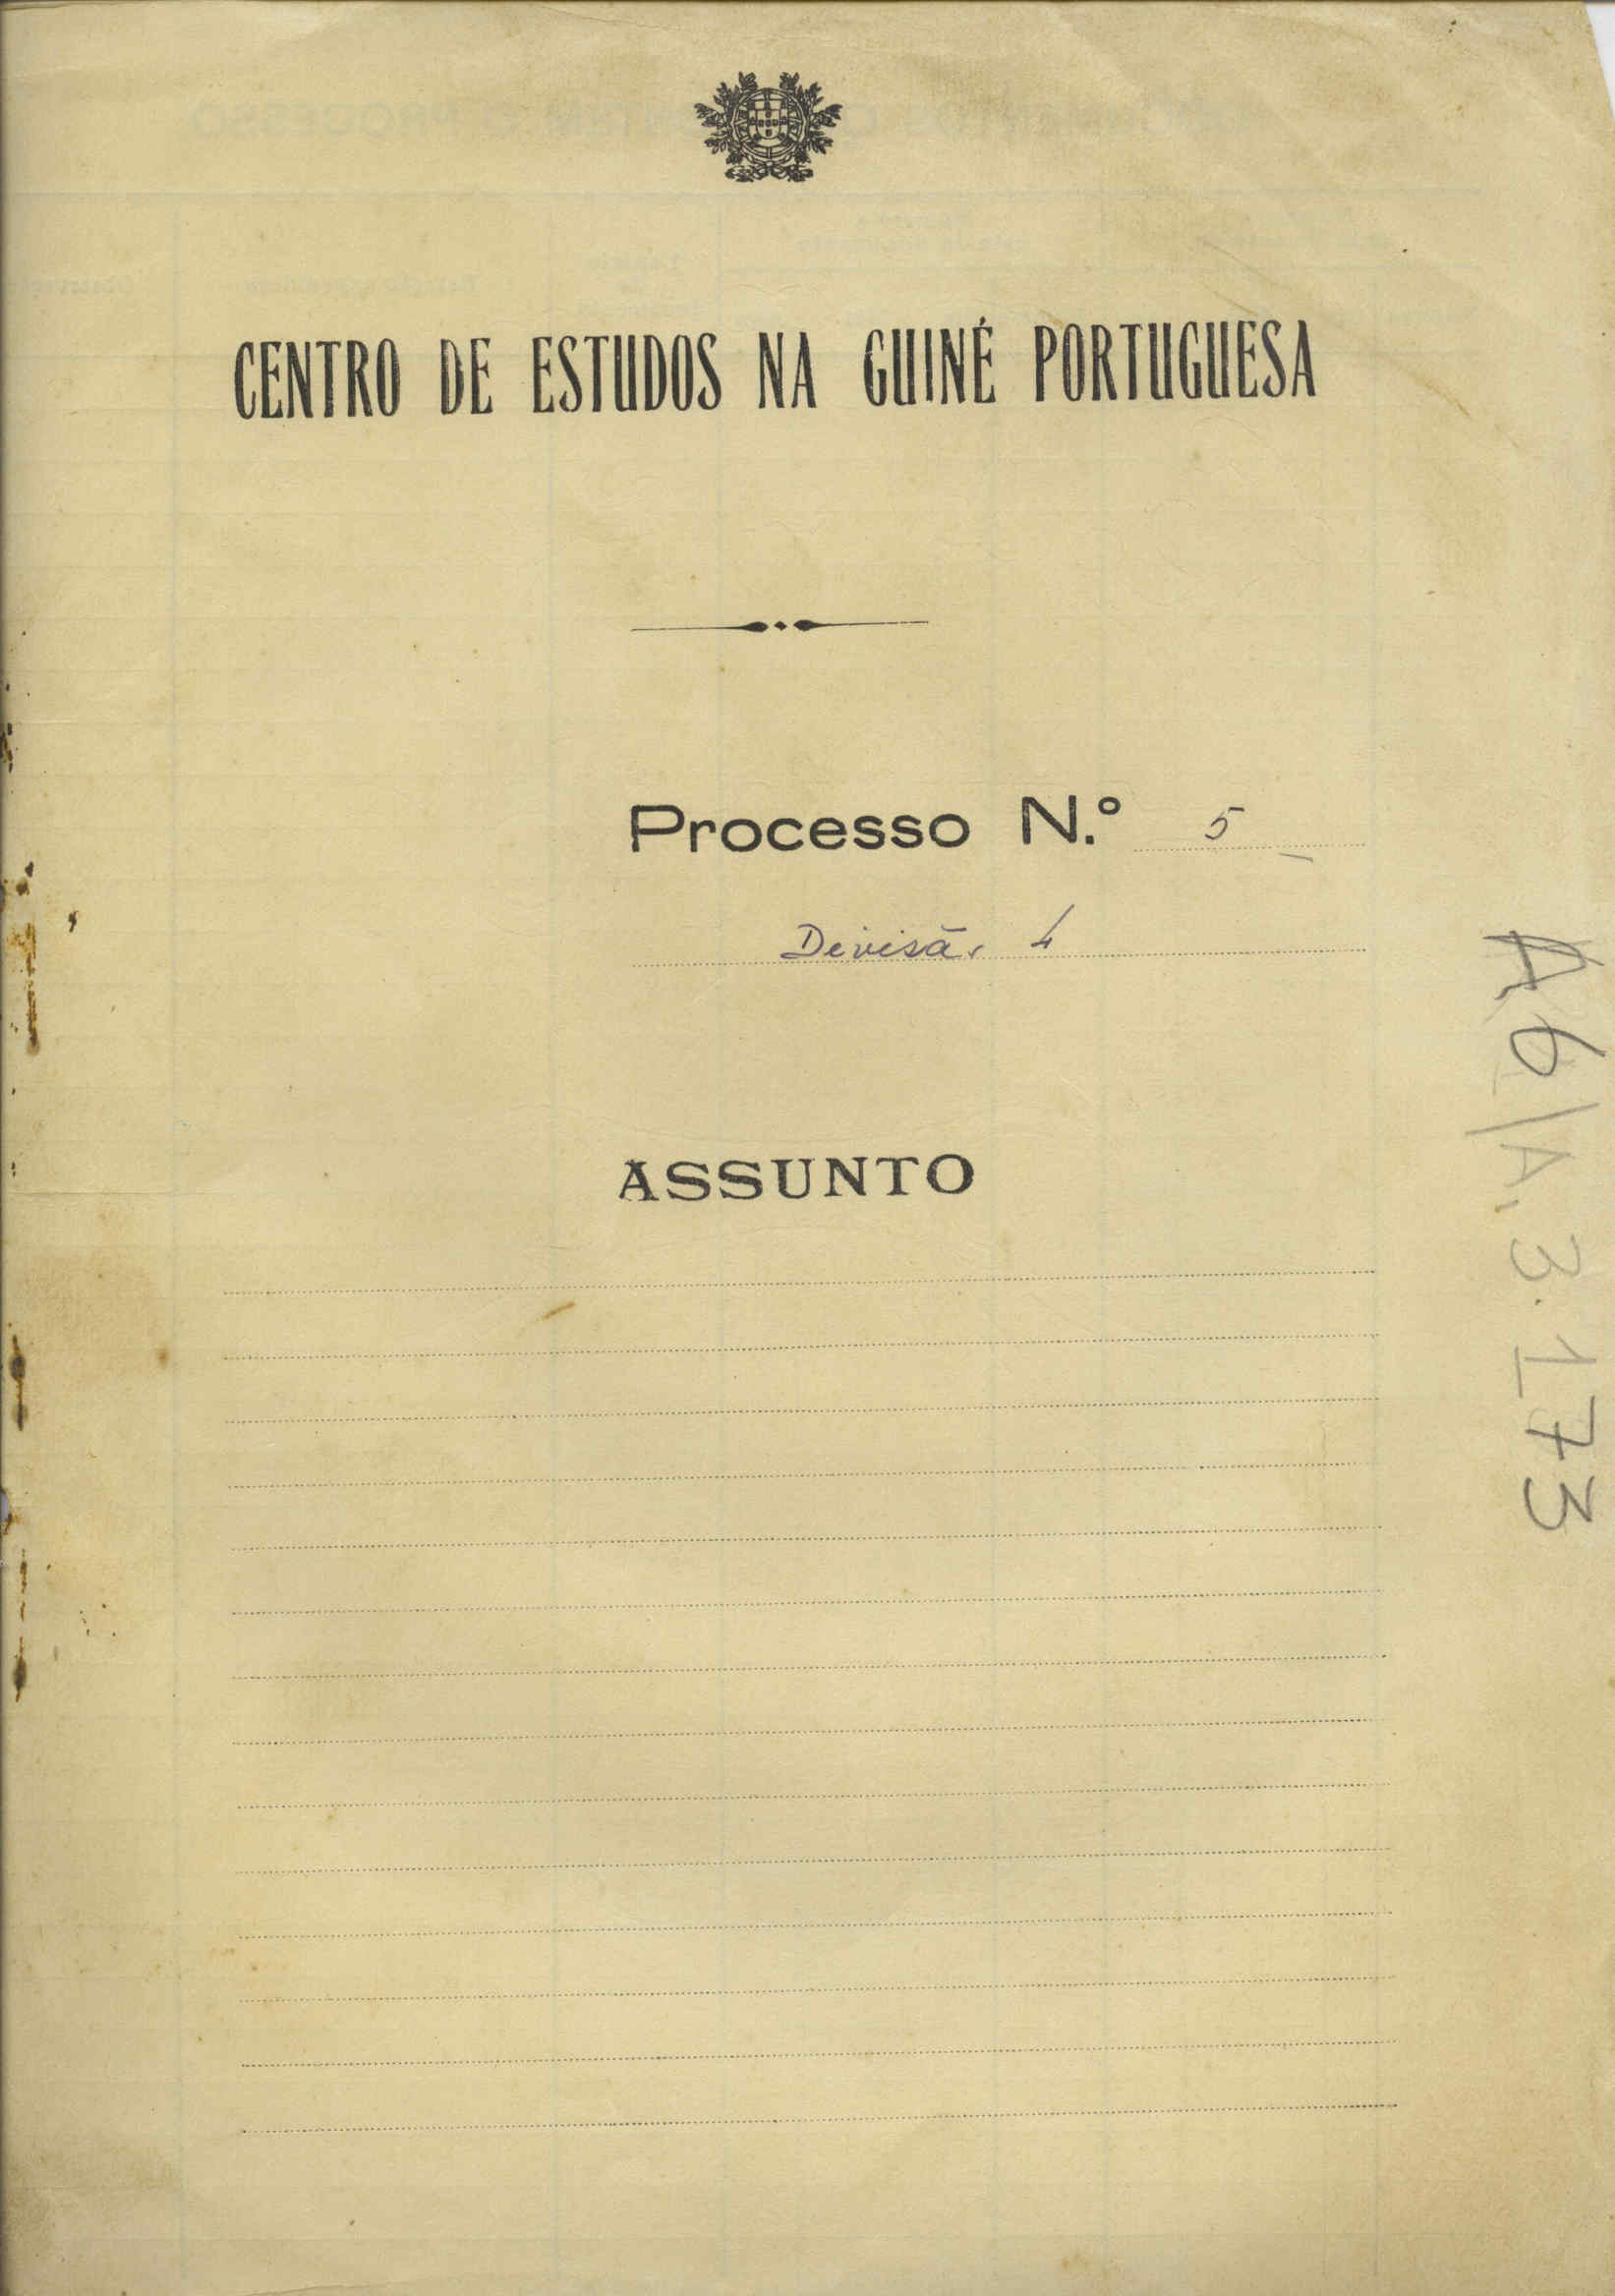 CENTRO DE ESTUDOS NA GUINÉ PORTUGUESA
Processo N.º 5
Divisão 4
ASSUNTO
A6\A.3.173